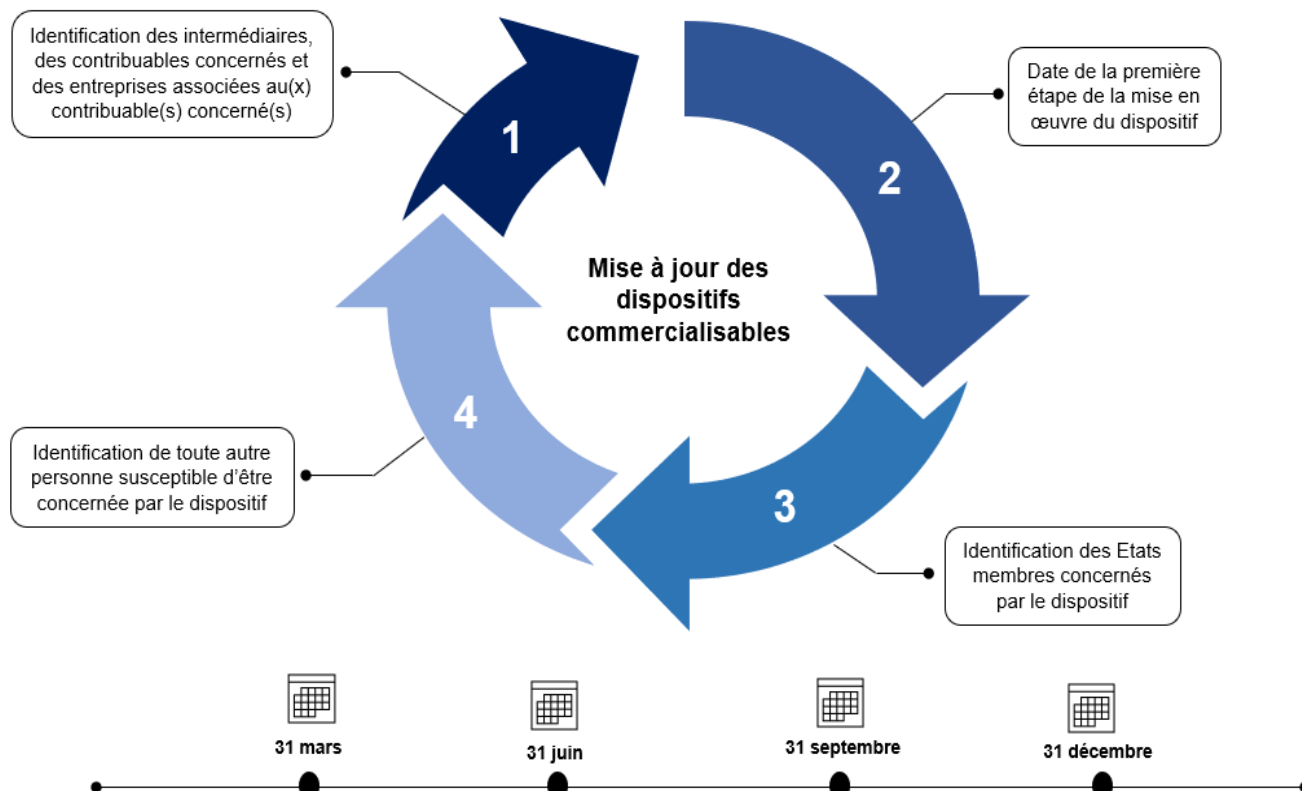 Identification des intermédiaires,
des contribuables concernés et
des entreprises associées au(x)
contribuable(s) concerné(s)
1
Date de la première
étape de la mise en
œuvre du dispositif
2
Mise à jour des
dispositifs
commercialisables
4
Identification de toute autre
personne susceptible d'être
concernée par le dispositif
3
Identification des Etats
membres concernés
par le dispositif
31 mars
31 juin
31 septembre
31 décembre